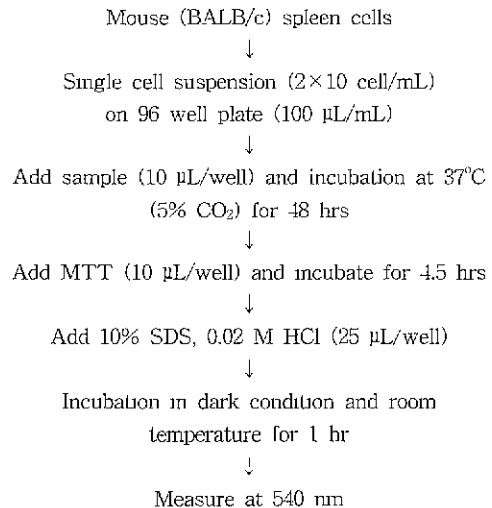 Mouse (BALB/c) spleen cells
↓
Single cell suspension (2×10 cell/mL)
on 96 well plate (100 μL/mL)
↓
Add sample (10 μL/well) and incubation at 37°C
(5% CO₂) for 48 hrs
↓
Add MTT (10 μL/well) and incubate for 4.5 hrs
↓
Add 10% SDS, 0.02 M HCl (25 μL/well)
↓
Incubation in dark condition and room
temperature for 1 hr
↓
Measure at 540 nm